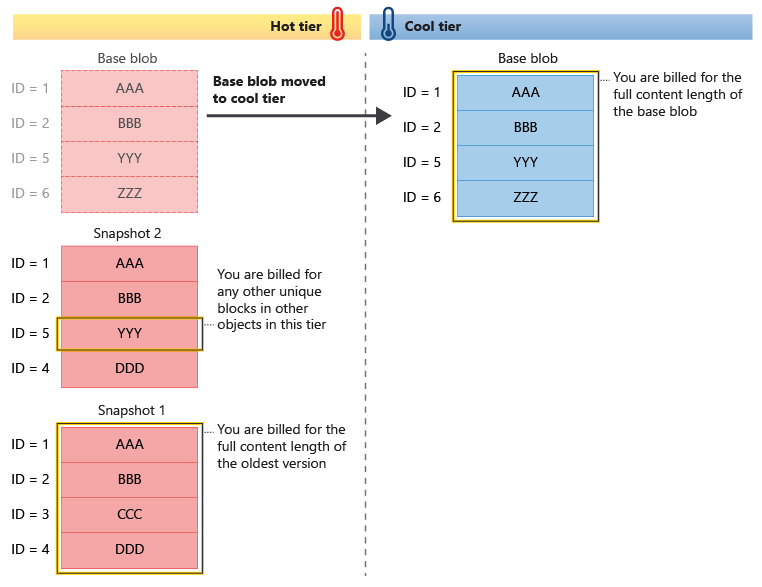 Hot tier
Cool tier
Base blob
ID = 1 AAA
ID = 2 BBB
ID = 5 YYY
ID = 6 ZZZ
Base blob moved
to cool tier
Base blob
ID = 1 AAA
ID = 2 BBB
ID = 5 YYY
ID = 6 ZZZ
You are billed for the
full content length of
the base blob
Snapshot 2
ID = 1 AAA
ID = 2 BBB
ID = 5 YYY
ID = 4 DDD
You are billed for
any other unique
blocks in other
objects in this tier
Snapshot 1
ID = 1 AAA
ID = 2 BBB
ID = 3 CCC
ID = 4 DDD
You are billed for the
full content length of
the oldest version